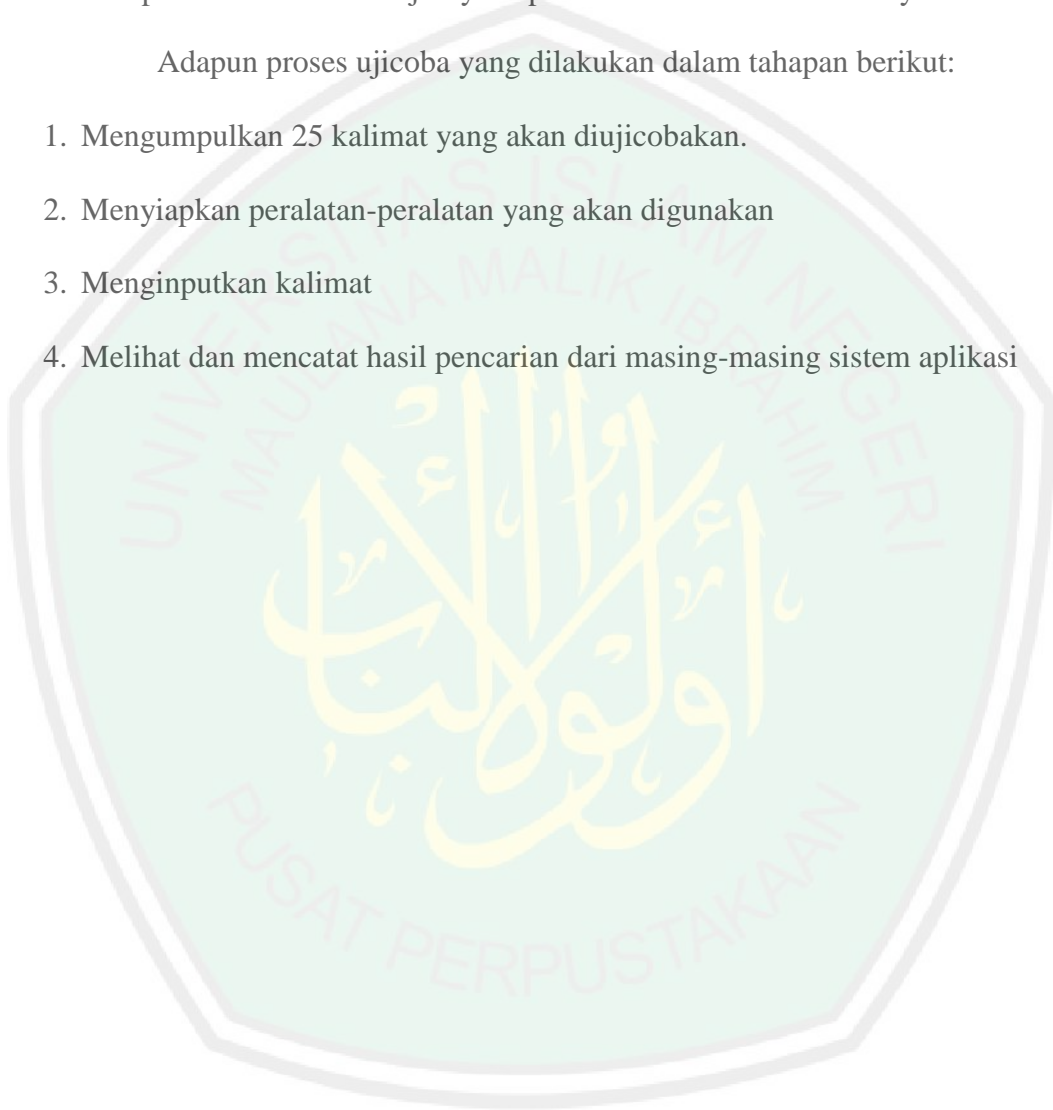 Adapun proses ujicoba yang dilakukan dalam tahapan berikut:
1. Mengumpulkan 25 kalimat yang akan diujicobakan.
2. Menyiapkan peralatan-peralatan yang akan digunakan
3. Menginputkan kalimat
4. Melihat dan mencatat hasil pencarian dari masing-masing sistem aplikasi
UNIVERSITAS ISLAM NEGERI
MAULANA MALIK IBRAHIM
أولوا الألباب
PUSAT PERPUSTAKAAN